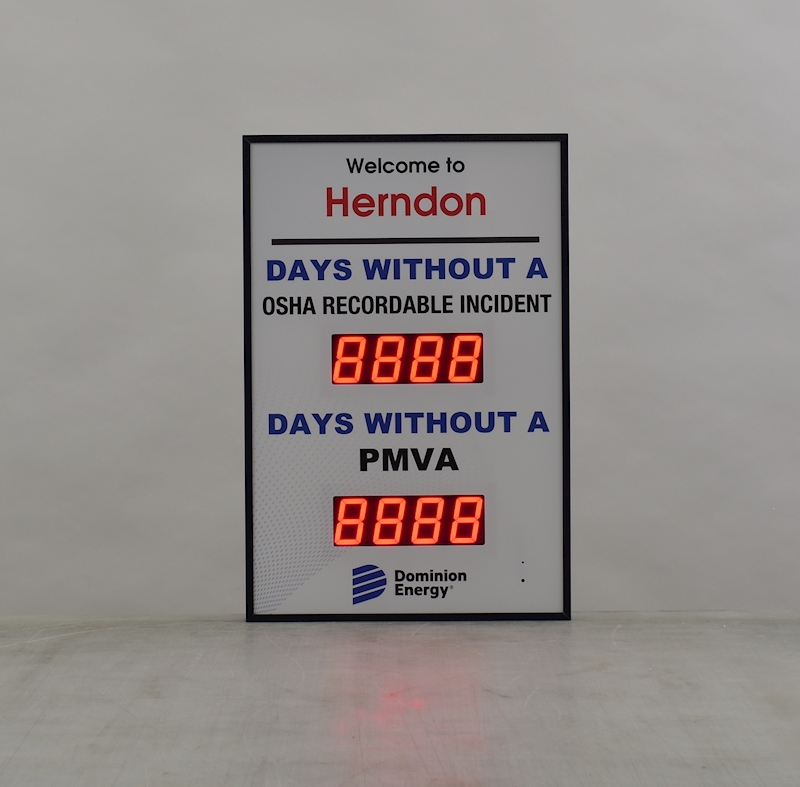 Welcome to
Herndon
DAYS WITHOUT A
OSHA RECORDABLE INCIDENT
8888
DAYS WITHOUT A
PMVA
8888
Dominion
Energy®